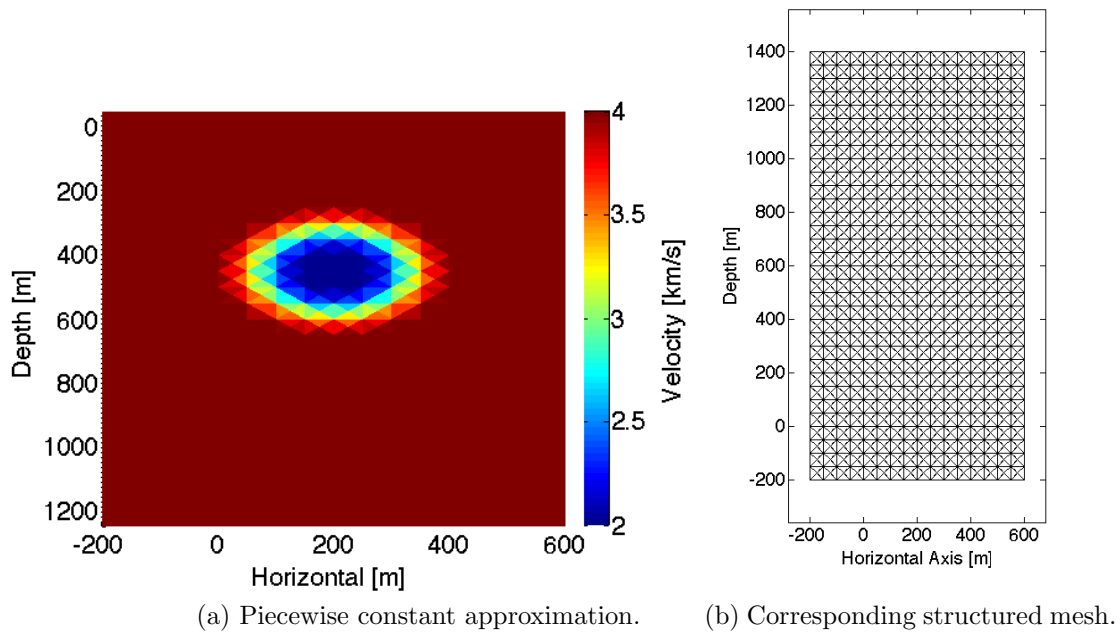 0
200
400
600
800
1000
1200
-200 0 200 400 600
Depth [m]
Horizontal [m]
4
3.5
3
2.5
2
Velocity [km/s]
1400
1200
1000
800
600
400
200
0
-200
-200 0 200 400 600
Depth [m]
Horizontal Axis [m]
(a) Piecewise constant approximation.
(b) Corresponding structured mesh.